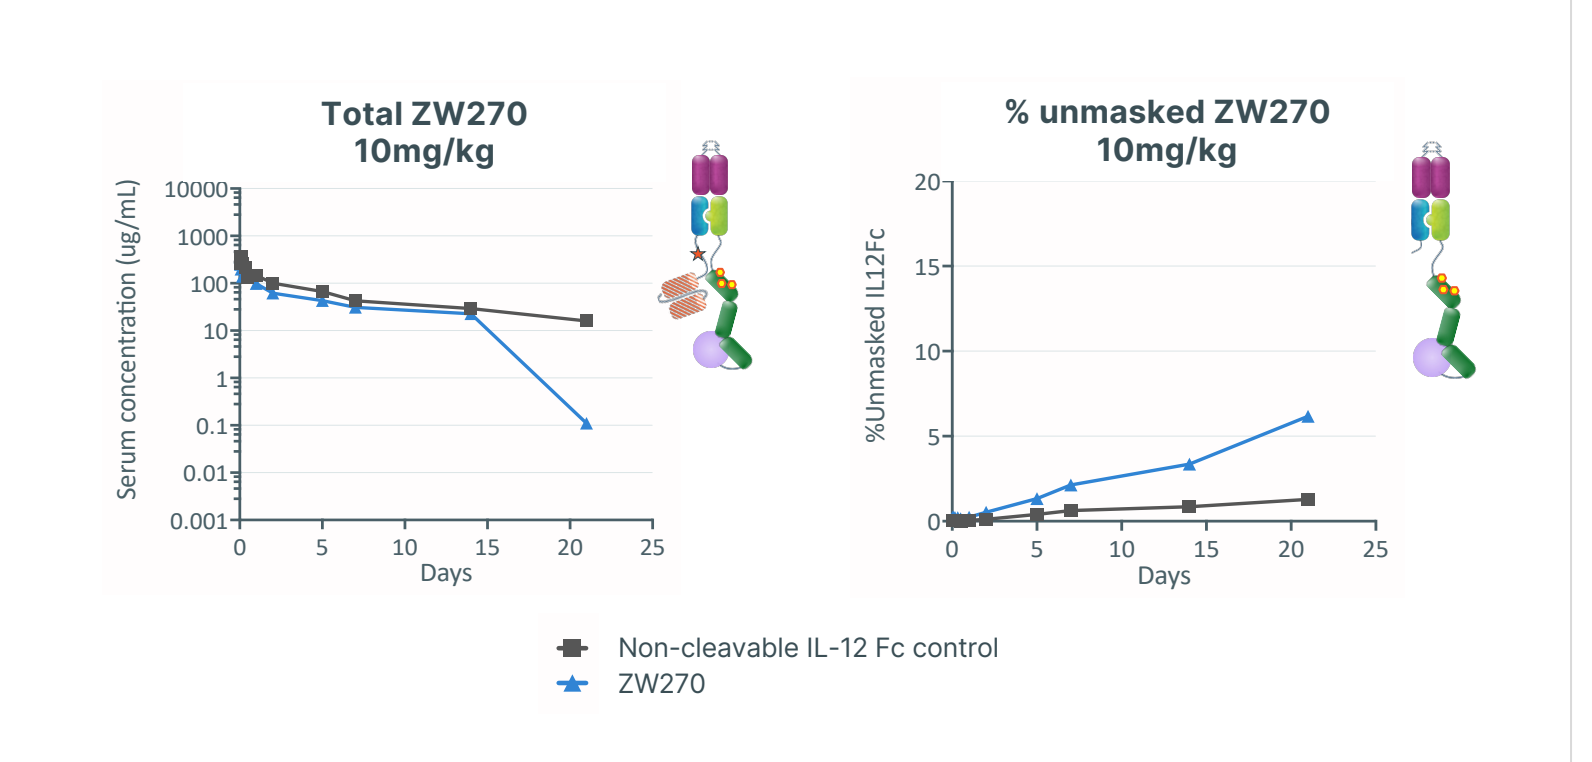 Total ZW270
10mg/kg
Serum concentration (ug/mL)
10000
1000
100
10
1
0.1
0.01
0.001
0 5 10 15 20 25
Days
% unmasked ZW270
10mg/kg
%Unmasked IL12Fc
20
15
10
5
0
0 5 10 15 20 25
Days
Non-cleavable IL-12 Fc control
ZW270